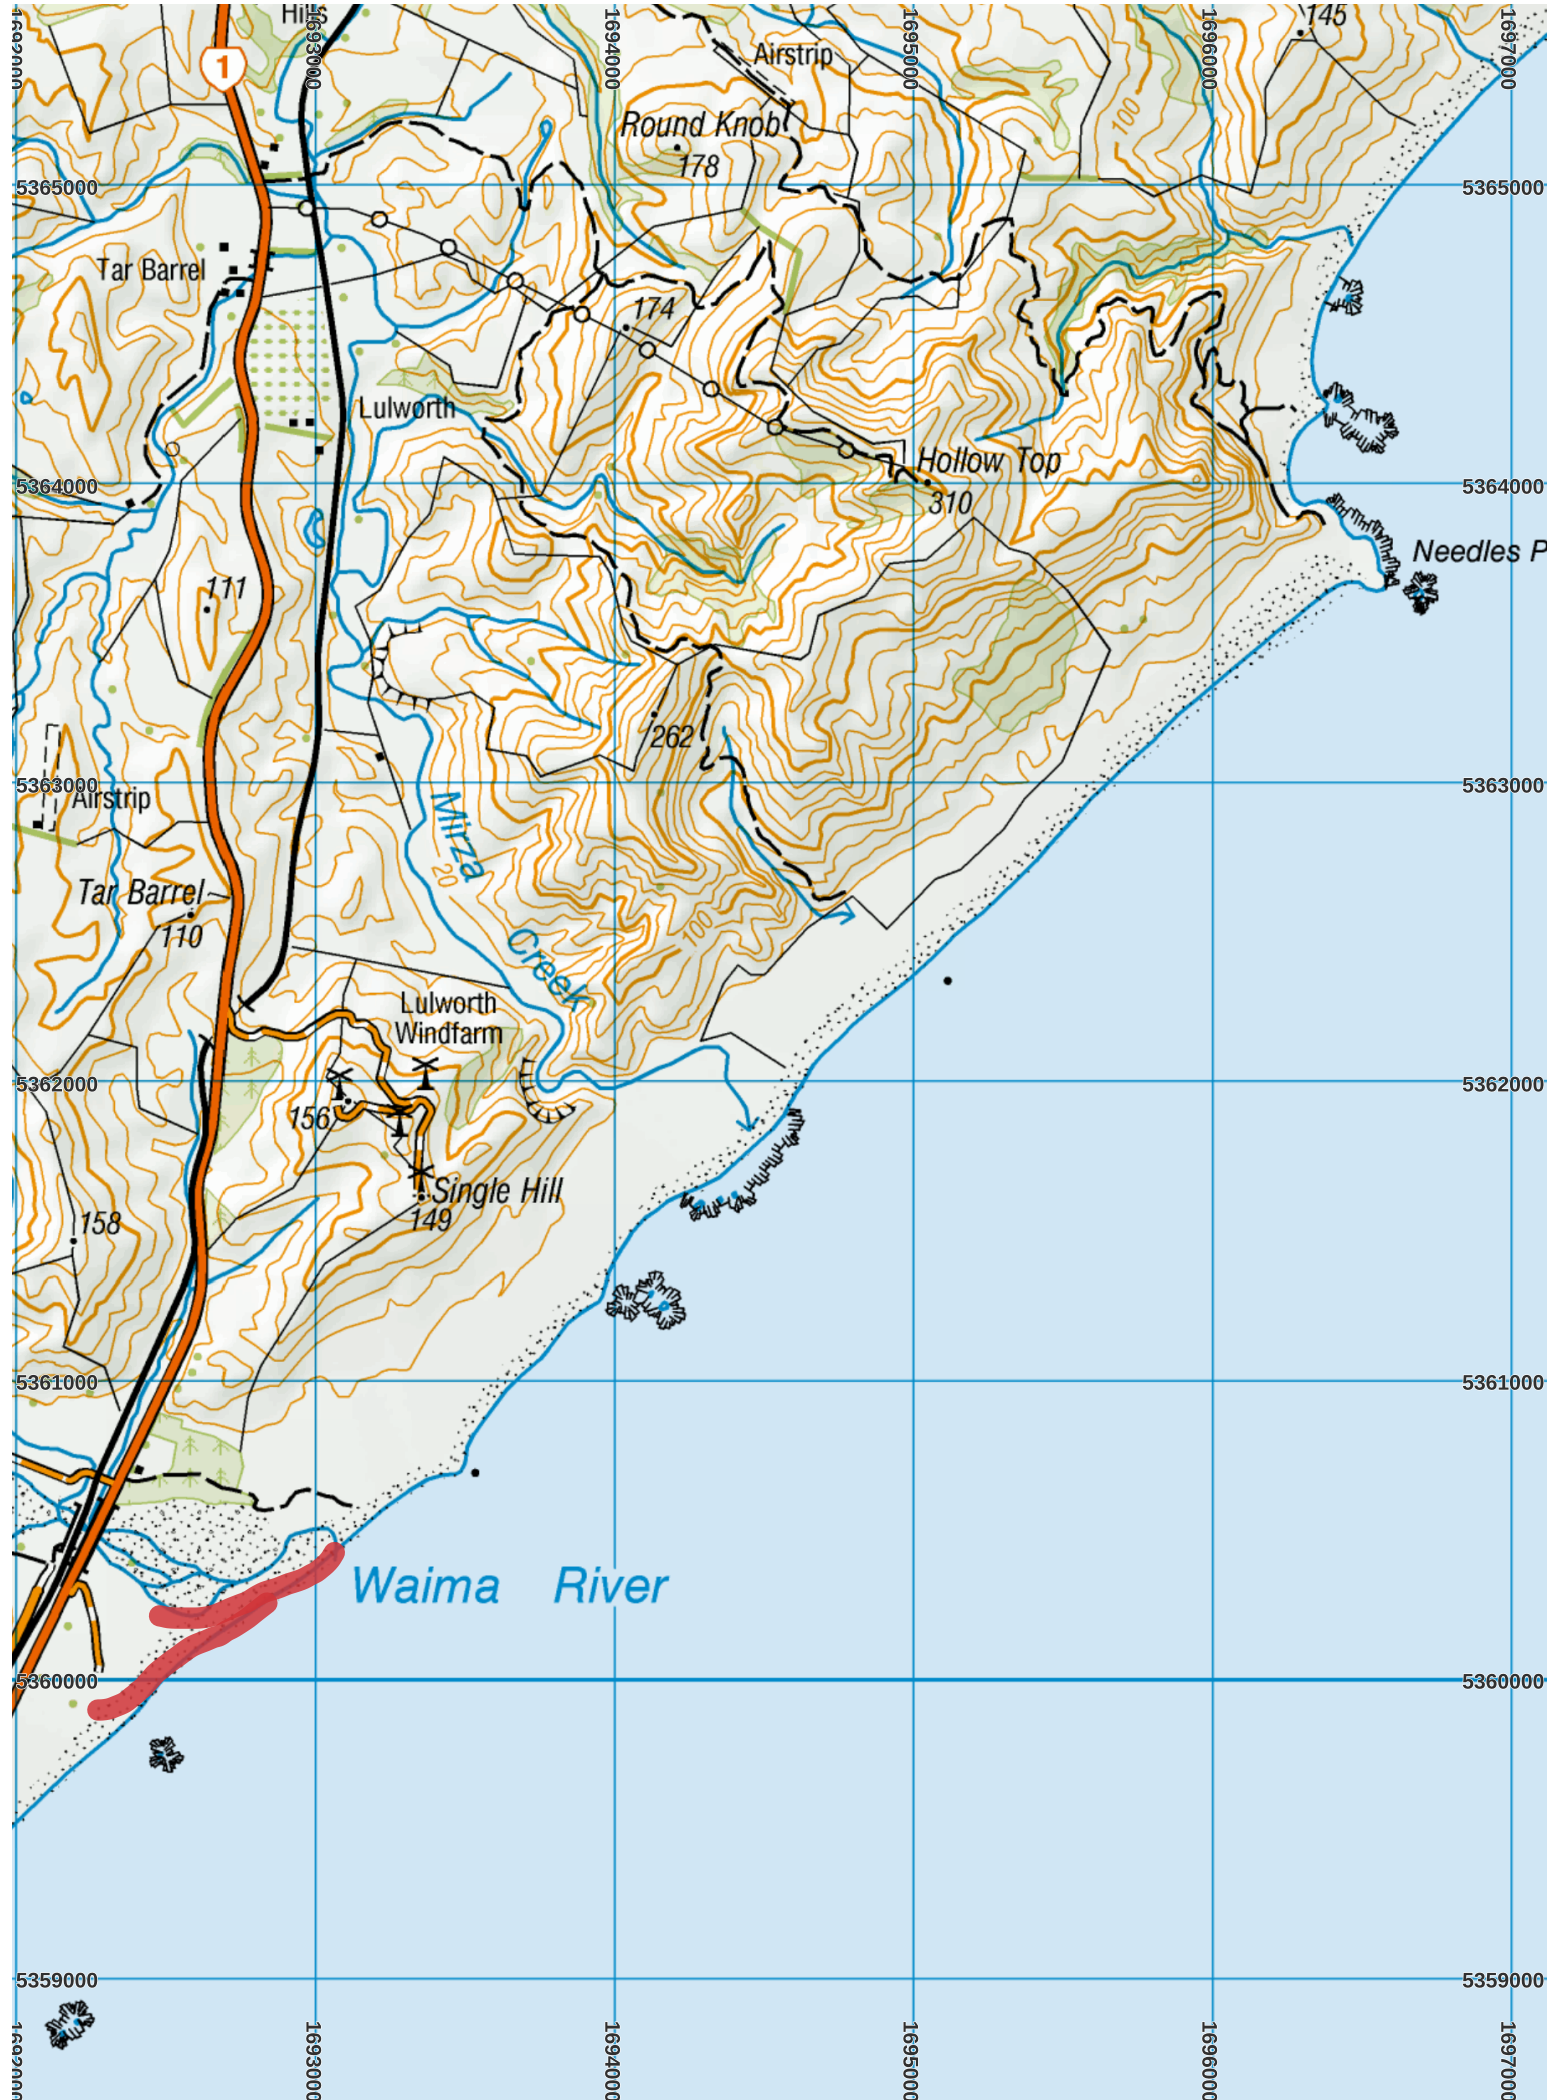 Hills
1692000
1693000
1694000
1695000
1696000
1697000
145
1
Airstrip
100
Round Knob
178
5365000
5365000
Tar Barrel
174
Lulworth
Hollow Top
310
5364000
5364000
Needles P
111
262
5363000
5363000
Airstrip
Mirza
20
Tar Barrel
110
100
Creek
Lulworth
Windfarm
5362000
5362000
156
Single Hill
149
158
5361000
5361000
Waima River
5360000
5360000
5359000
5359000
1692000
1693000
1694000
1695000
1696000
1697000